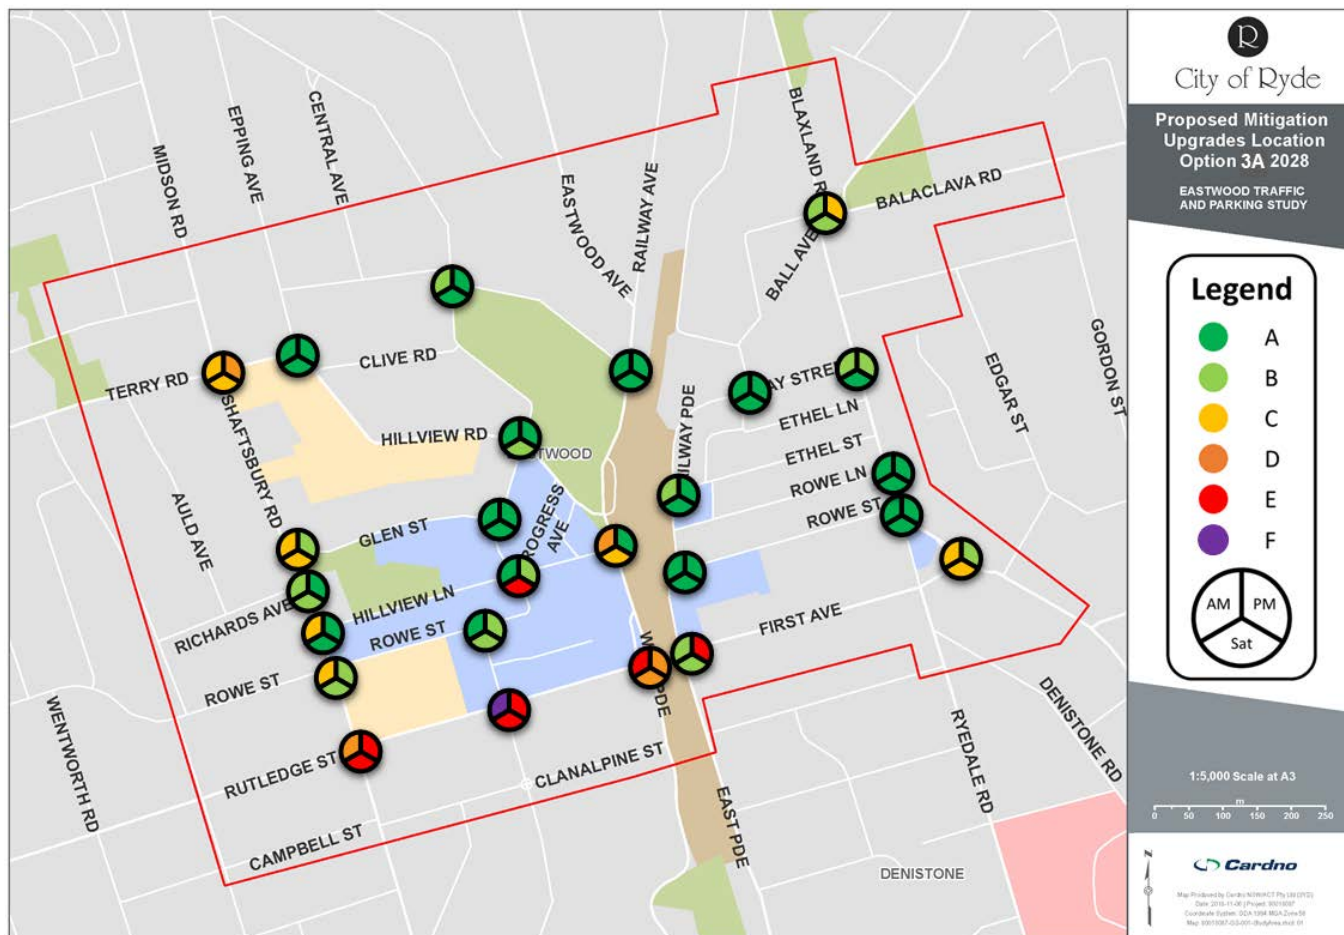 MIDSON RD
EPPING AVE
CENTRAL AVE
EASTWOOD AVE
RAILWAY AVE
BLAXLAND R
BALACLAVA RD
BALL AVE
GORDON ST
EDGAR ST
TERRY RD
CLIVE RD
SHAFTSBURY RD
HILLVIEW RD
TWOOD
ILWAY PDE
AY STREE
ETHEL LN
ETHEL ST
ROWE LN
ROWE ST
AULD AVE
GLEN ST
ROGRESS
AVE
HILLVIEW LN
RICHARDS AVE
ROWE ST
ROWE ST
FIRST AVE
W
PDE
WENTWORTH RD
RUTLEDGE ST
CLANALPINE ST
CAMPBELL ST
EAST PDE
RYEDALE RD
DENISTONE RD
DENISTONE
R
City of Ryde
Proposed Mitigation
Upgrades Location
Option 3A 2028
EASTWOOD TRAFFIC
AND PARKING STUDY
Legend
A
B
C
D
E
F
AM PM
Sat
1:5,000 Scale at A3
m
0 50 100 150 200 250
N
Cardno